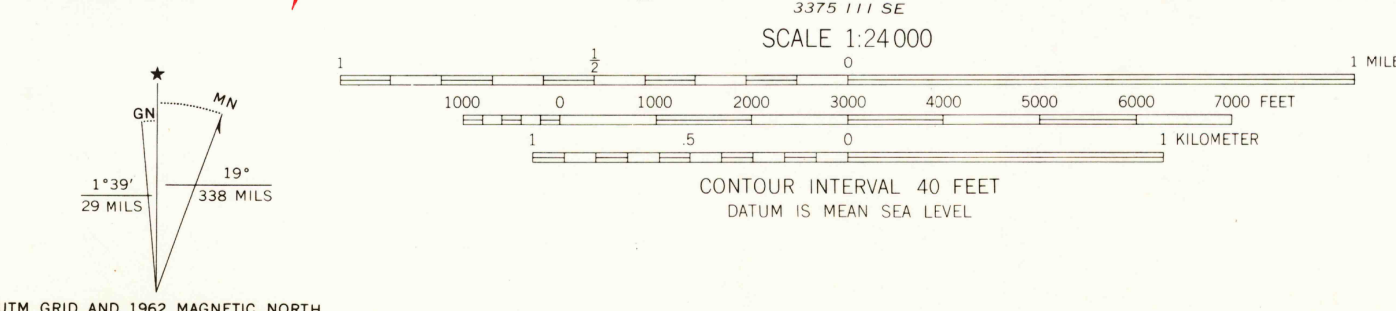 3375 III SE
SCALE 1:24 000
1 1/2 0 1 MILE
1000 0 1000 2000 3000 4000 5000 6000 7000 FEET
1 .5 0 1 KILOMETER
CONTOUR INTERVAL 40 FEET
DATUM IS MEAN SEA LEVEL
★
GN
MN
1°39′
29 MILS
19°
338 MILS
UTM GRID AND 1962 MAGNETIC NORTH